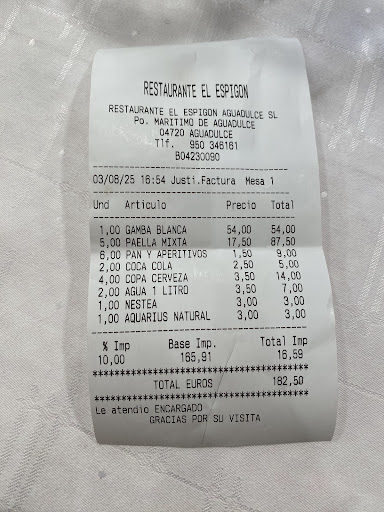 RESTAURANTE EL ESPIGON
RESTAURANTE EL ESPIGON AGUADULCE SL
Po. MARITIMO DE AGUADULCE
04720 AGUADULCE
Tlf. 950 346161
B04230090
03/08/25 16:54 Justi.Factura Mesa 1
Und Articulo Precio Total
1,00 GAMBA BLANCA 54,00 54,00
5,00 PAELLA MIXTA 17,50 87,50
6,00 PAN Y APERITIVOS 1,50 9,00
2,00 COCA COLA 2,50 5,00
4,00 COPA CERVEZA 3,50 14,00
2,00 AGUA 1 LITRO 3,50 7,00
1,00 NESTEA 3,00 3,00
1,00 AQUARIUS NATURAL 3,00 3,00
% Imp Base Imp. Total Imp
10,00 165,91 16,59
TOTAL EUROS 182,50
Le atendio ENCARGADO
GRACIAS POR SU VISITA